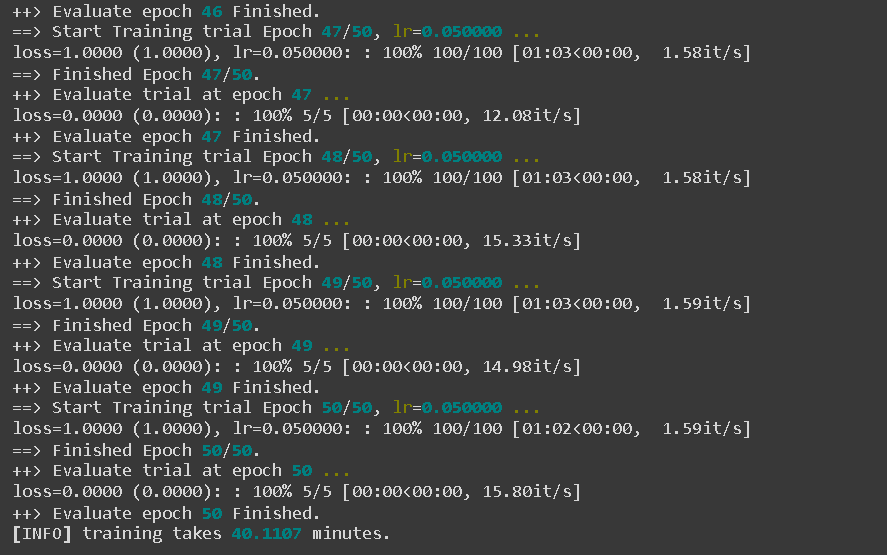 ++> Evaluate epoch 46 Finished.
==> Start Training trial Epoch 47/50, lr=0.050000 ...
loss=1.0000 (1.0000), lr=0.050000: : 100% 100/100 [01:03<00:00,  1.58it/s]
==> Finished Epoch 47/50.
++> Evaluate trial at epoch 47 ...
loss=0.0000 (0.0000): : 100% 5/5 [00:00<00:00, 12.08it/s]
++> Evaluate epoch 47 Finished.
==> Start Training trial Epoch 48/50, lr=0.050000 ...
loss=1.0000 (1.0000), lr=0.050000: : 100% 100/100 [01:03<00:00,  1.58it/s]
==> Finished Epoch 48/50.
++> Evaluate trial at epoch 48 ...
loss=0.0000 (0.0000): : 100% 5/5 [00:00<00:00, 15.33it/s]
++> Evaluate epoch 48 Finished.
==> Start Training trial Epoch 49/50, lr=0.050000 ...
loss=1.0000 (1.0000), lr=0.050000: : 100% 100/100 [01:03<00:00,  1.59it/s]
==> Finished Epoch 49/50.
++> Evaluate trial at epoch 49 ...
loss=0.0000 (0.0000): : 100% 5/5 [00:00<00:00, 14.98it/s]
++> Evaluate epoch 49 Finished.
==> Start Training trial Epoch 50/50, lr=0.050000 ...
loss=1.0000 (1.0000), lr=0.050000: : 100% 100/100 [01:02<00:00,  1.59it/s]
==> Finished Epoch 50/50.
++> Evaluate trial at epoch 50 ...
loss=0.0000 (0.0000): : 100% 5/5 [00:00<00:00, 15.80it/s]
++> Evaluate epoch 50 Finished.
[INFO] training takes 40.1107 minutes.